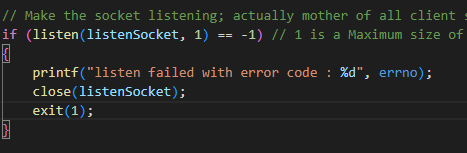 // Make the socket listening; actually mother of all client
if (listen(listenSocket, 1) == -1) // 1 is a Maximum size of
{
printf("listen failed with error code : %d", errno);
close(listenSocket);
exit(1);
}